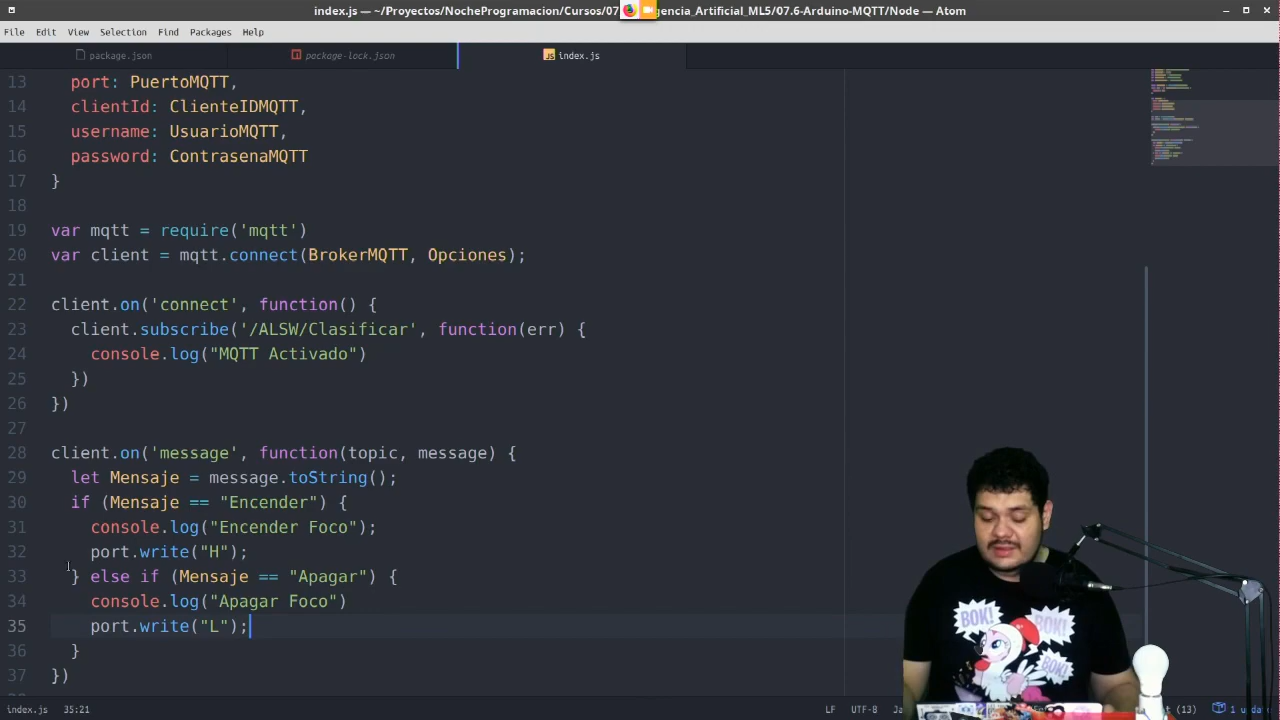 index.js — ~/Proyectos/NocheProgramacion/Cursos/07 gencia_Artificial_ML5/07.6-Arduino-MQTT/Node — Atom
File Edit View Selection Find Packages Help
package.json package-lock.json index.js
13 port: PuertoMQTT,
14 clientId: ClienteIDMQTT,
15 username: UsuarioMQTT,
16 password: ContrasenaMQTT
17 }
18
19 var mqtt = require('mqtt')
20 var client = mqtt.connect(BrokerMQTT, Opciones);
21
22 client.on('connect', function() {
23 client.subscribe('/ALSW/Clasificar', function(err) {
24 console.log("MQTT Activado")
25 })
26 })
27
28 client.on('message', function(topic, message) {
29 let Mensaje = message.toString();
30 if (Mensaje == "Encender") {
31 console.log("Encender Foco");
32 port.write("H");
33 } else if (Mensaje == "Apagar") {
34 console.log("Apagar Foco")
35 port.write("L");
36 }
37 })
BOK! BOK! BOK!
index.js 35:21 LF UTF-8 (13) 1 upda